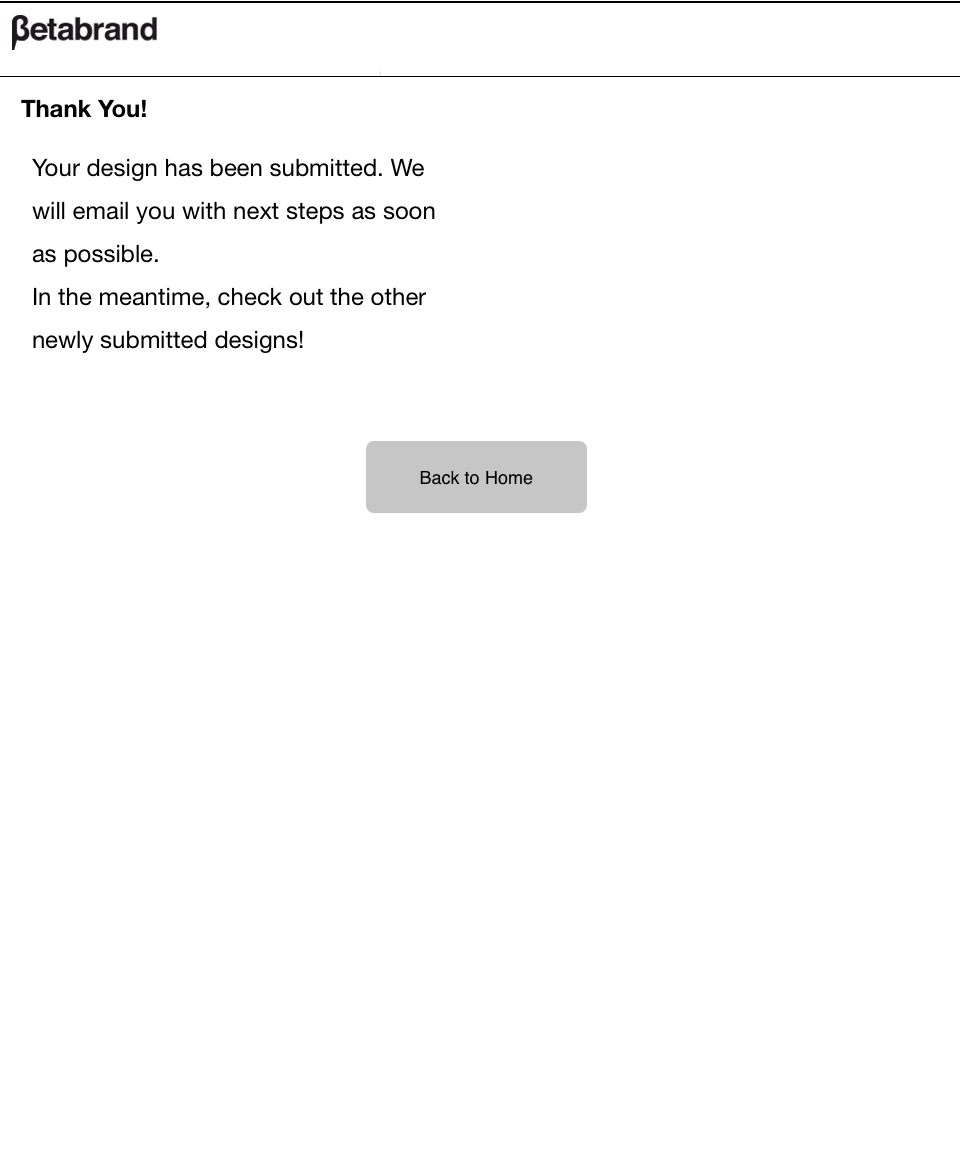 βetabrand
Thank You!
Your design has been submitted. We
will email you with next steps as soon
as possible.
In the meantime, check out the other
newly submitted designs!
Back to Home